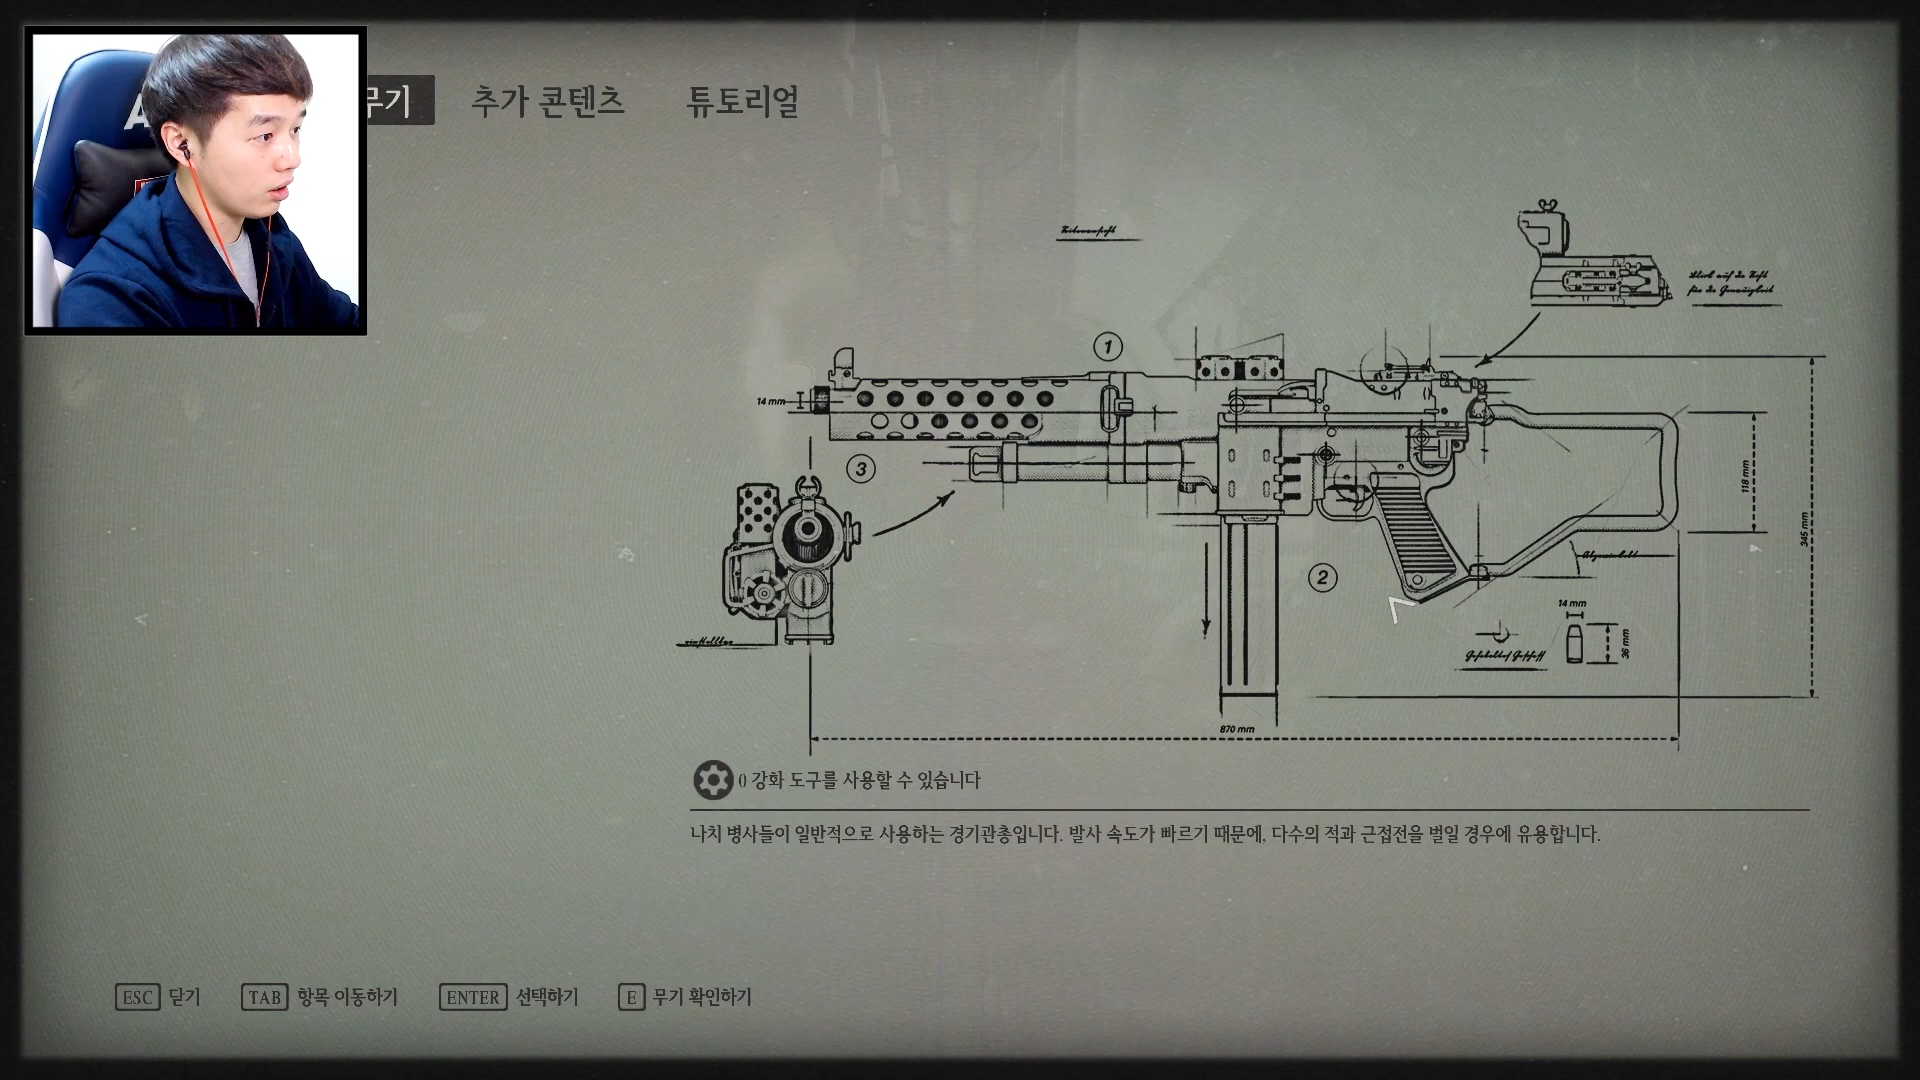 무기 추가 콘텐츠 튜토리얼
1
14 mm
3
118 mm
345 mm
2
14 mm
36 mm
870 mm
0 강화 도구를 사용할 수 있습니다
나치 병사들이 일반적으로 사용하는 경기관총입니다. 발사 속도가 빠르기 때문에, 다수의 적과 근접전을 벌일 경우에 유용합니다.
ESC 닫기 TAB 항목 이동하기 ENTER 선택하기 E 무기 확인하기